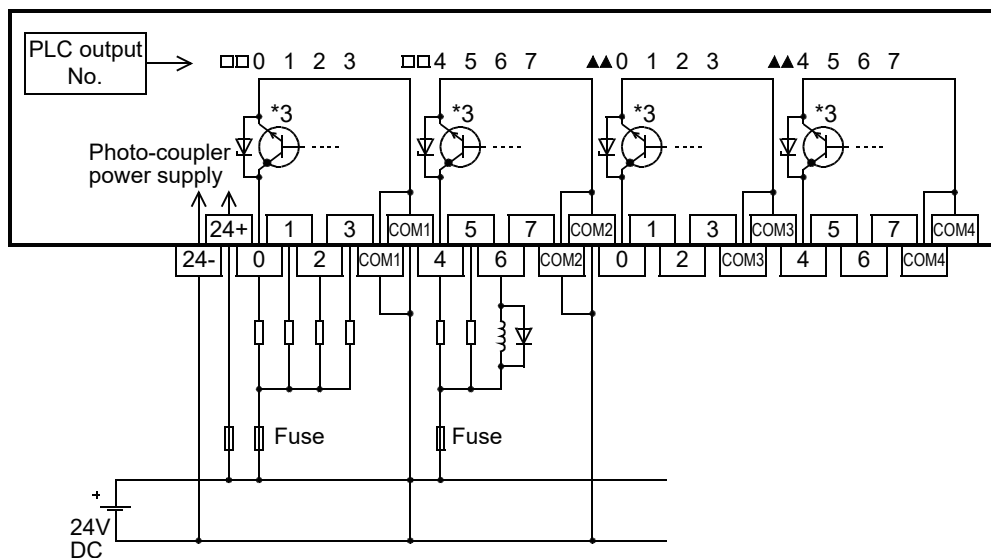 PLC output
No.
□□0 1 2 3
□□4 5 6 7
▲▲0 1 2 3
▲▲4 5 6 7
*3
*3
*3
*3
Photo-coupler
power supply
24+ 1 3 COM1 5 7 COM2 1 3 COM3 5 7 COM4
24- 0 2 COM1 4 6 COM2 0 2 COM3 4 6 COM4
Fuse
Fuse
+
24V
DC